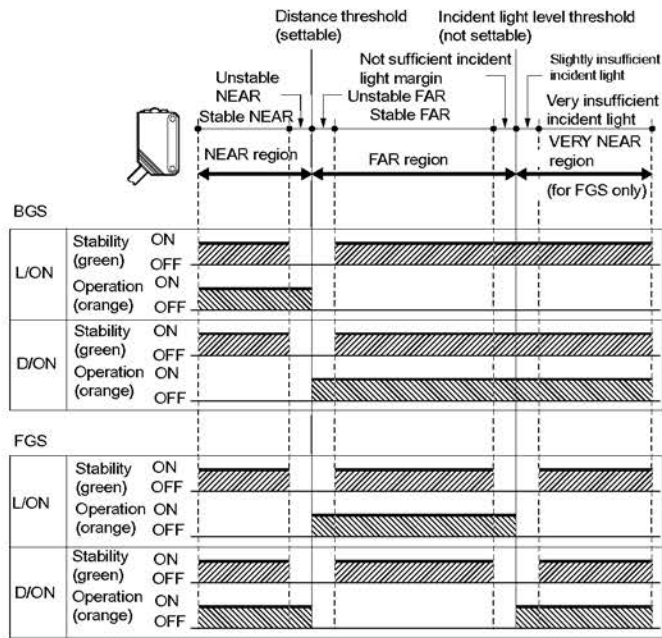 Distance threshold
(settable)
Incident light level threshold
(not settable)
Unstable
NEAR
Stable NEAR
Not sufficient incident
light margin
Unstable FAR
Stable FAR
Slightly insufficient
incident light
Very insufficient
incident light
NEAR region
FAR region
VERY NEAR
region
(for FGS only)
BGS
L/ON
Stability
(green)
ON
OFF
Operation
(orange)
ON
OFF
D/ON
Stability
(green)
ON
OFF
Operation
(orange)
ON
OFF
FGS
L/ON
Stability
(green)
ON
OFF
Operation
(orange)
ON
OFF
D/ON
Stability
(green)
ON
OFF
Operation
(orange)
ON
OFF